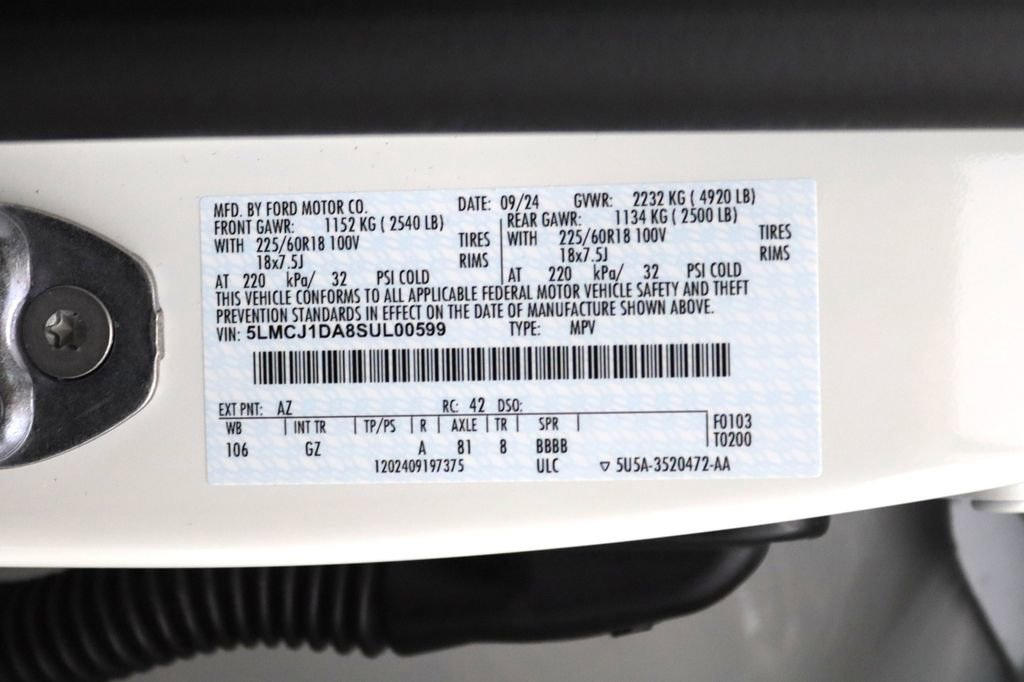 MFD. BY FORD MOTOR CO. DATE: 09/24 GVWR: 2232 KG ( 4920 LB)
FRONT GAWR: 1152 KG ( 2540 LB) REAR GAWR: 1134 KG ( 2500 LB)
WITH 225/60R18 100V TIRES WITH 225/60R18 100V TIRES
18x7.5J RIMS 18x7.5J RIMS
AT 220 kPa/ 32 PSI COLD AT 220 kPa/ 32 PSI COLD
THIS VEHICLE CONFORMS TO ALL APPLICABLE FEDERAL MOTOR VEHICLE SAFETY AND THEFT
PREVENTION STANDARDS IN EFFECT ON THE DATE OF MANUFACTURE SHOWN ABOVE.
VIN: 5LMCJ1DA8SUL00599 TYPE: MPV
EXT PNT: AZ RC: 42 DSO:
WB INT TR TP/PS R AXLE TR SPR F0103
106 GZ A 81 8 BBBB T0200
1202409197375 ULC ▽ 5U5A-3520472-AA